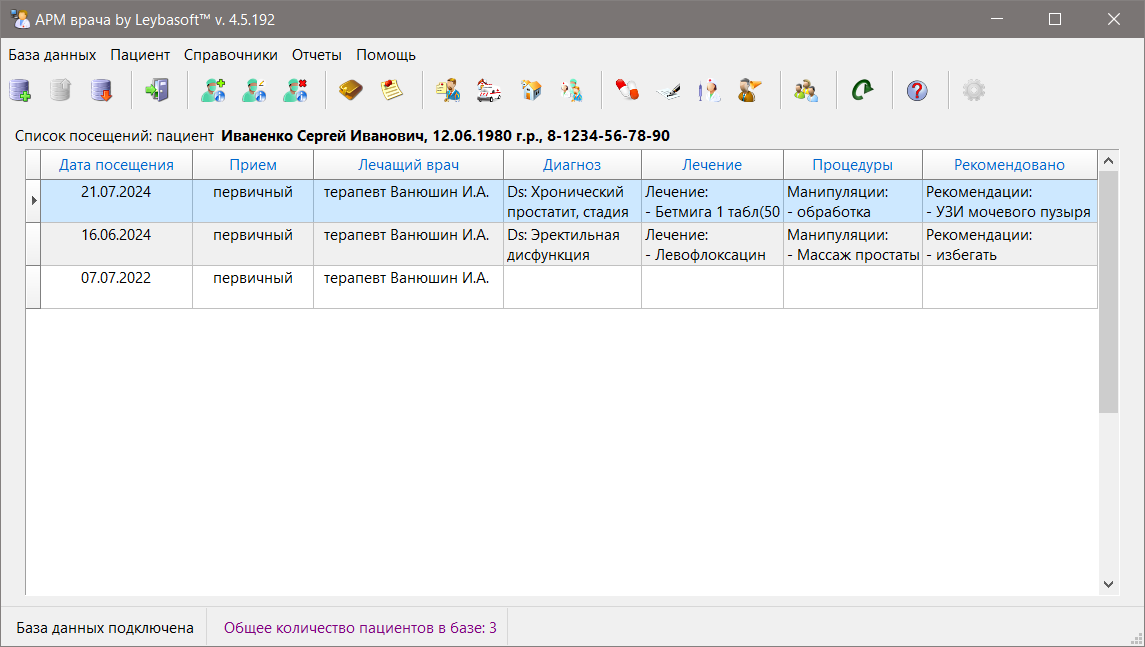 АРМ врача by Leybasoft™ v. 4.5.192
База данных Пациент Справочники Отчеты Помощь
Список посещений: пациент Иваненко Сергей Иванович, 12.06.1980 г.р., 8-1234-56-78-90
Дата посещения Прием Лечащий врач Диагноз Лечение Процедуры Рекомендовано
21.07.2024 первичный терапевт Ванюшин И.А. Ds: Хронический Лечение: Манипуляции: Рекомендации:
простатит, стадия - Бетмига 1 табл(50 - обработка - УЗИ мочевого пузыря
16.06.2024 первичный терапевт Ванюшин И.А. Ds: Эректильная Лечение: Манипуляции: Рекомендации:
дисфункция - Левофлоксацин - Массаж простаты - избегать
07.07.2022 первичный терапевт Ванюшин И.А.
База данных подключена Общее количество пациентов в базе: 3